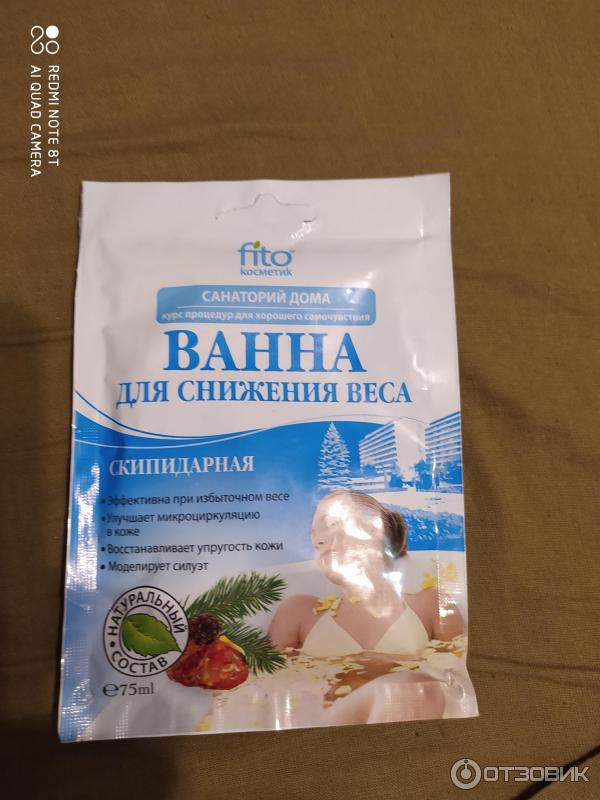 REDMI NOTE 8T
AI QUAD CAMERA
fito
косметик
САНАТОРИЙ ДОМА
курс процедур для хорошего самочувствия
ВАННА
ДЛЯ СНИЖЕНИЯ ВЕСА
СКИПИДАРНАЯ
• Эффективна при избыточном весе
• Улучшает микроциркуляцию
в коже
• Восстанавливает упругость кожи
• Моделирует силуэт
• НАТУРАЛЬНЫЙ •
СОСТАВ
℮75ml
ОТЗОВИК